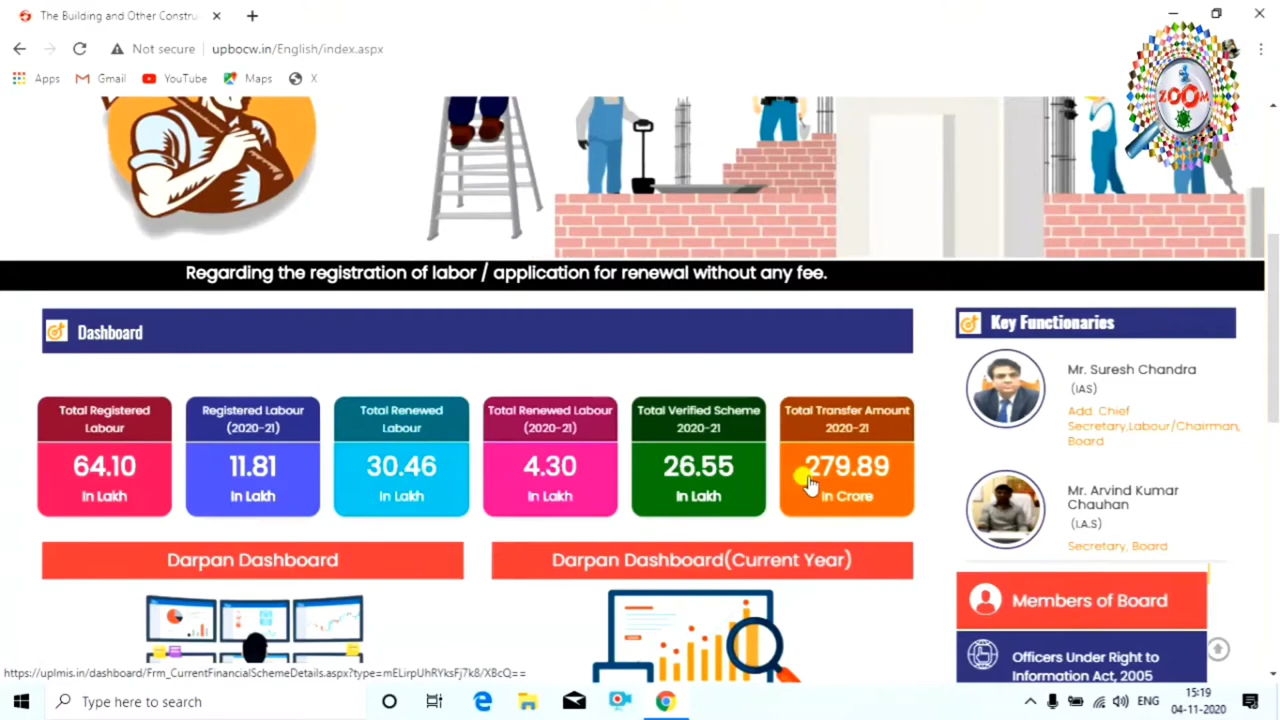 The Building and Other Constru
Not secure
upbocw.in/English/index.aspx
Apps
Gmail
YouTube
Maps
X
ZOOM
Regarding the registration of labor / application for renewal without any fee.
Dashboard
Total Registered
Labour
64.10
In Lakh
Registered Labour
(2020-21)
11.81
In Lakh
Total Renewed
Labour
30.46
In Lakh
Total Renewed Labour
(2020-21)
4.30
In Lakh
Total Verified Scheme
2020-21
26.55
In Lakh
Total Transfer Amount
2020-21
279.89
In Crore
Key Functionaries
Mr. Suresh Chandra
(IAS)
Add. Chief
Secretary,Labour/Chairman,
Board
Mr. Arvind Kumar
Chauhan
(I.A.S)
Secretary, Board
Darpan Dashboard
Darpan Dashboard(Current Year)
Members of Board
Officers Under Right to
Information Act, 2005
https://uplmis.in/dashboard/Frm_CurrentFinancialSchemeDetails.aspx?type=mELirpUhRYksFj7k8/XBcQ==
Type here to search
ENG
15:19
04-11-2020